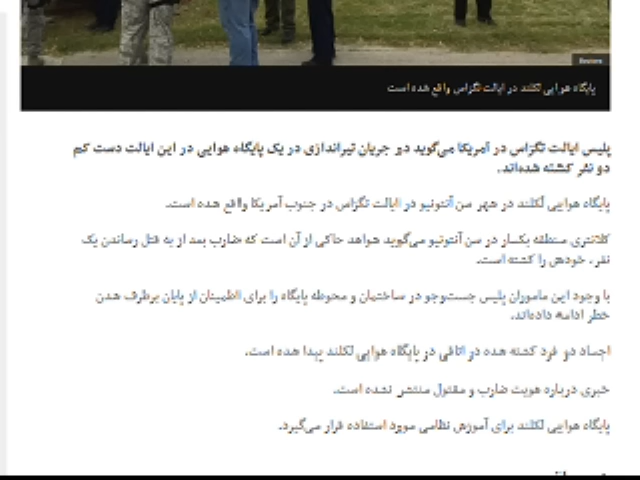 Reuters
پایگاه هوایی لکلند در ایالت تگزاس واقع شده است
پلیس ایالت تگزاس در آمریکا می‌گوید در جریان تیراندازی در یک پایگاه هوایی در این ایالت دست کم
دو نفر کشته شده‌اند.
پایگاه هوایی لکلند در شهر سن آنتونیو در ایالت تگزاس در جنوب آمریکا واقع شده است.
کلانتری منطقه بکسار در سن آنتونیو می‌گوید شواهد حاکی از آن است که ضارب بعد از به قتل رساندن یک
نفر، خودش را کشته است.
با وجود این ماموران پلیس جست‌وجو در ساختمان و محوطه پایگاه را برای اطمینان از پایان برطرف شدن
خطر ادامه داده‌اند.
اجساد دو فرد کشته شده در اتاقی در پایگاه هوایی لکلند پیدا شده است.
خبری درباره هویت ضارب و مقتول منتشر نشده است.
پایگاه هوایی لکلند برای آموزش نظامی مورد استفاده قرار می‌گیرد.